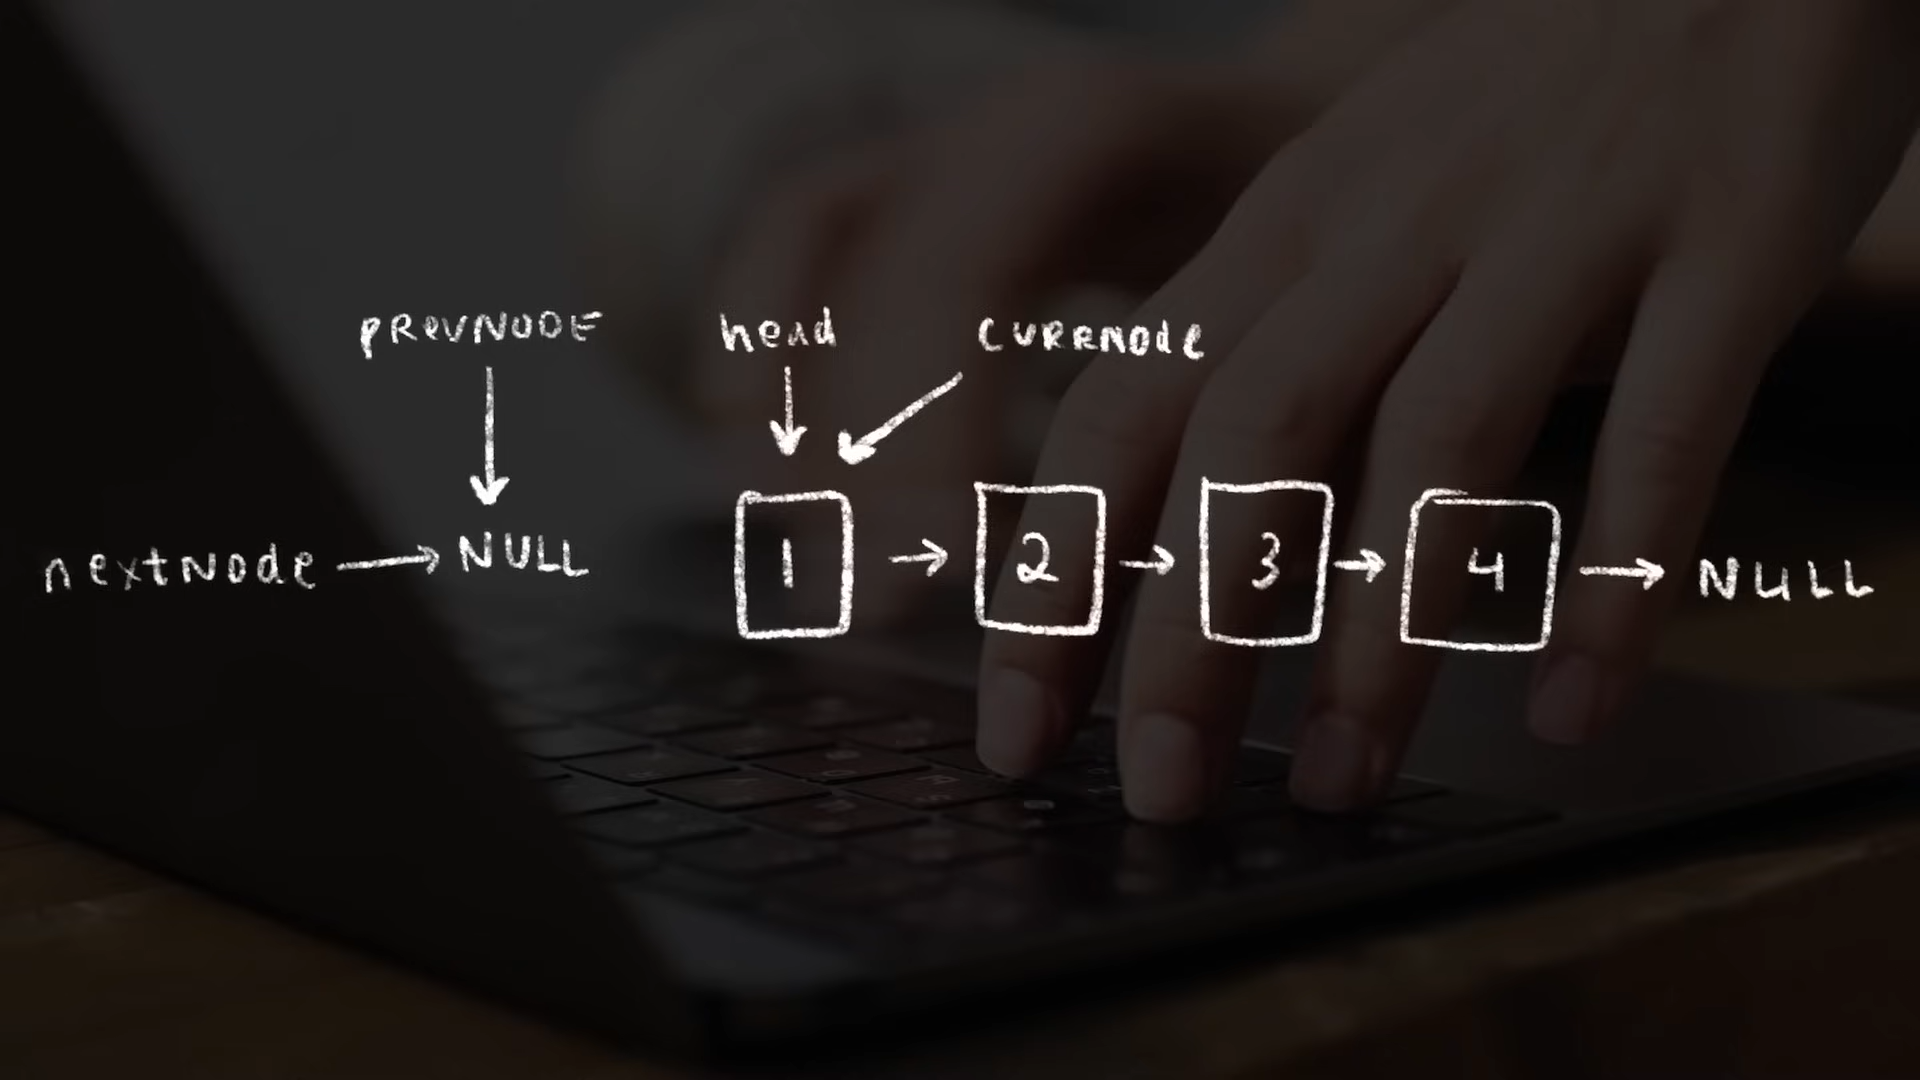 prevNode head currNode
nextNode → NULL 1 → 2 → 3 → 4 → NULL